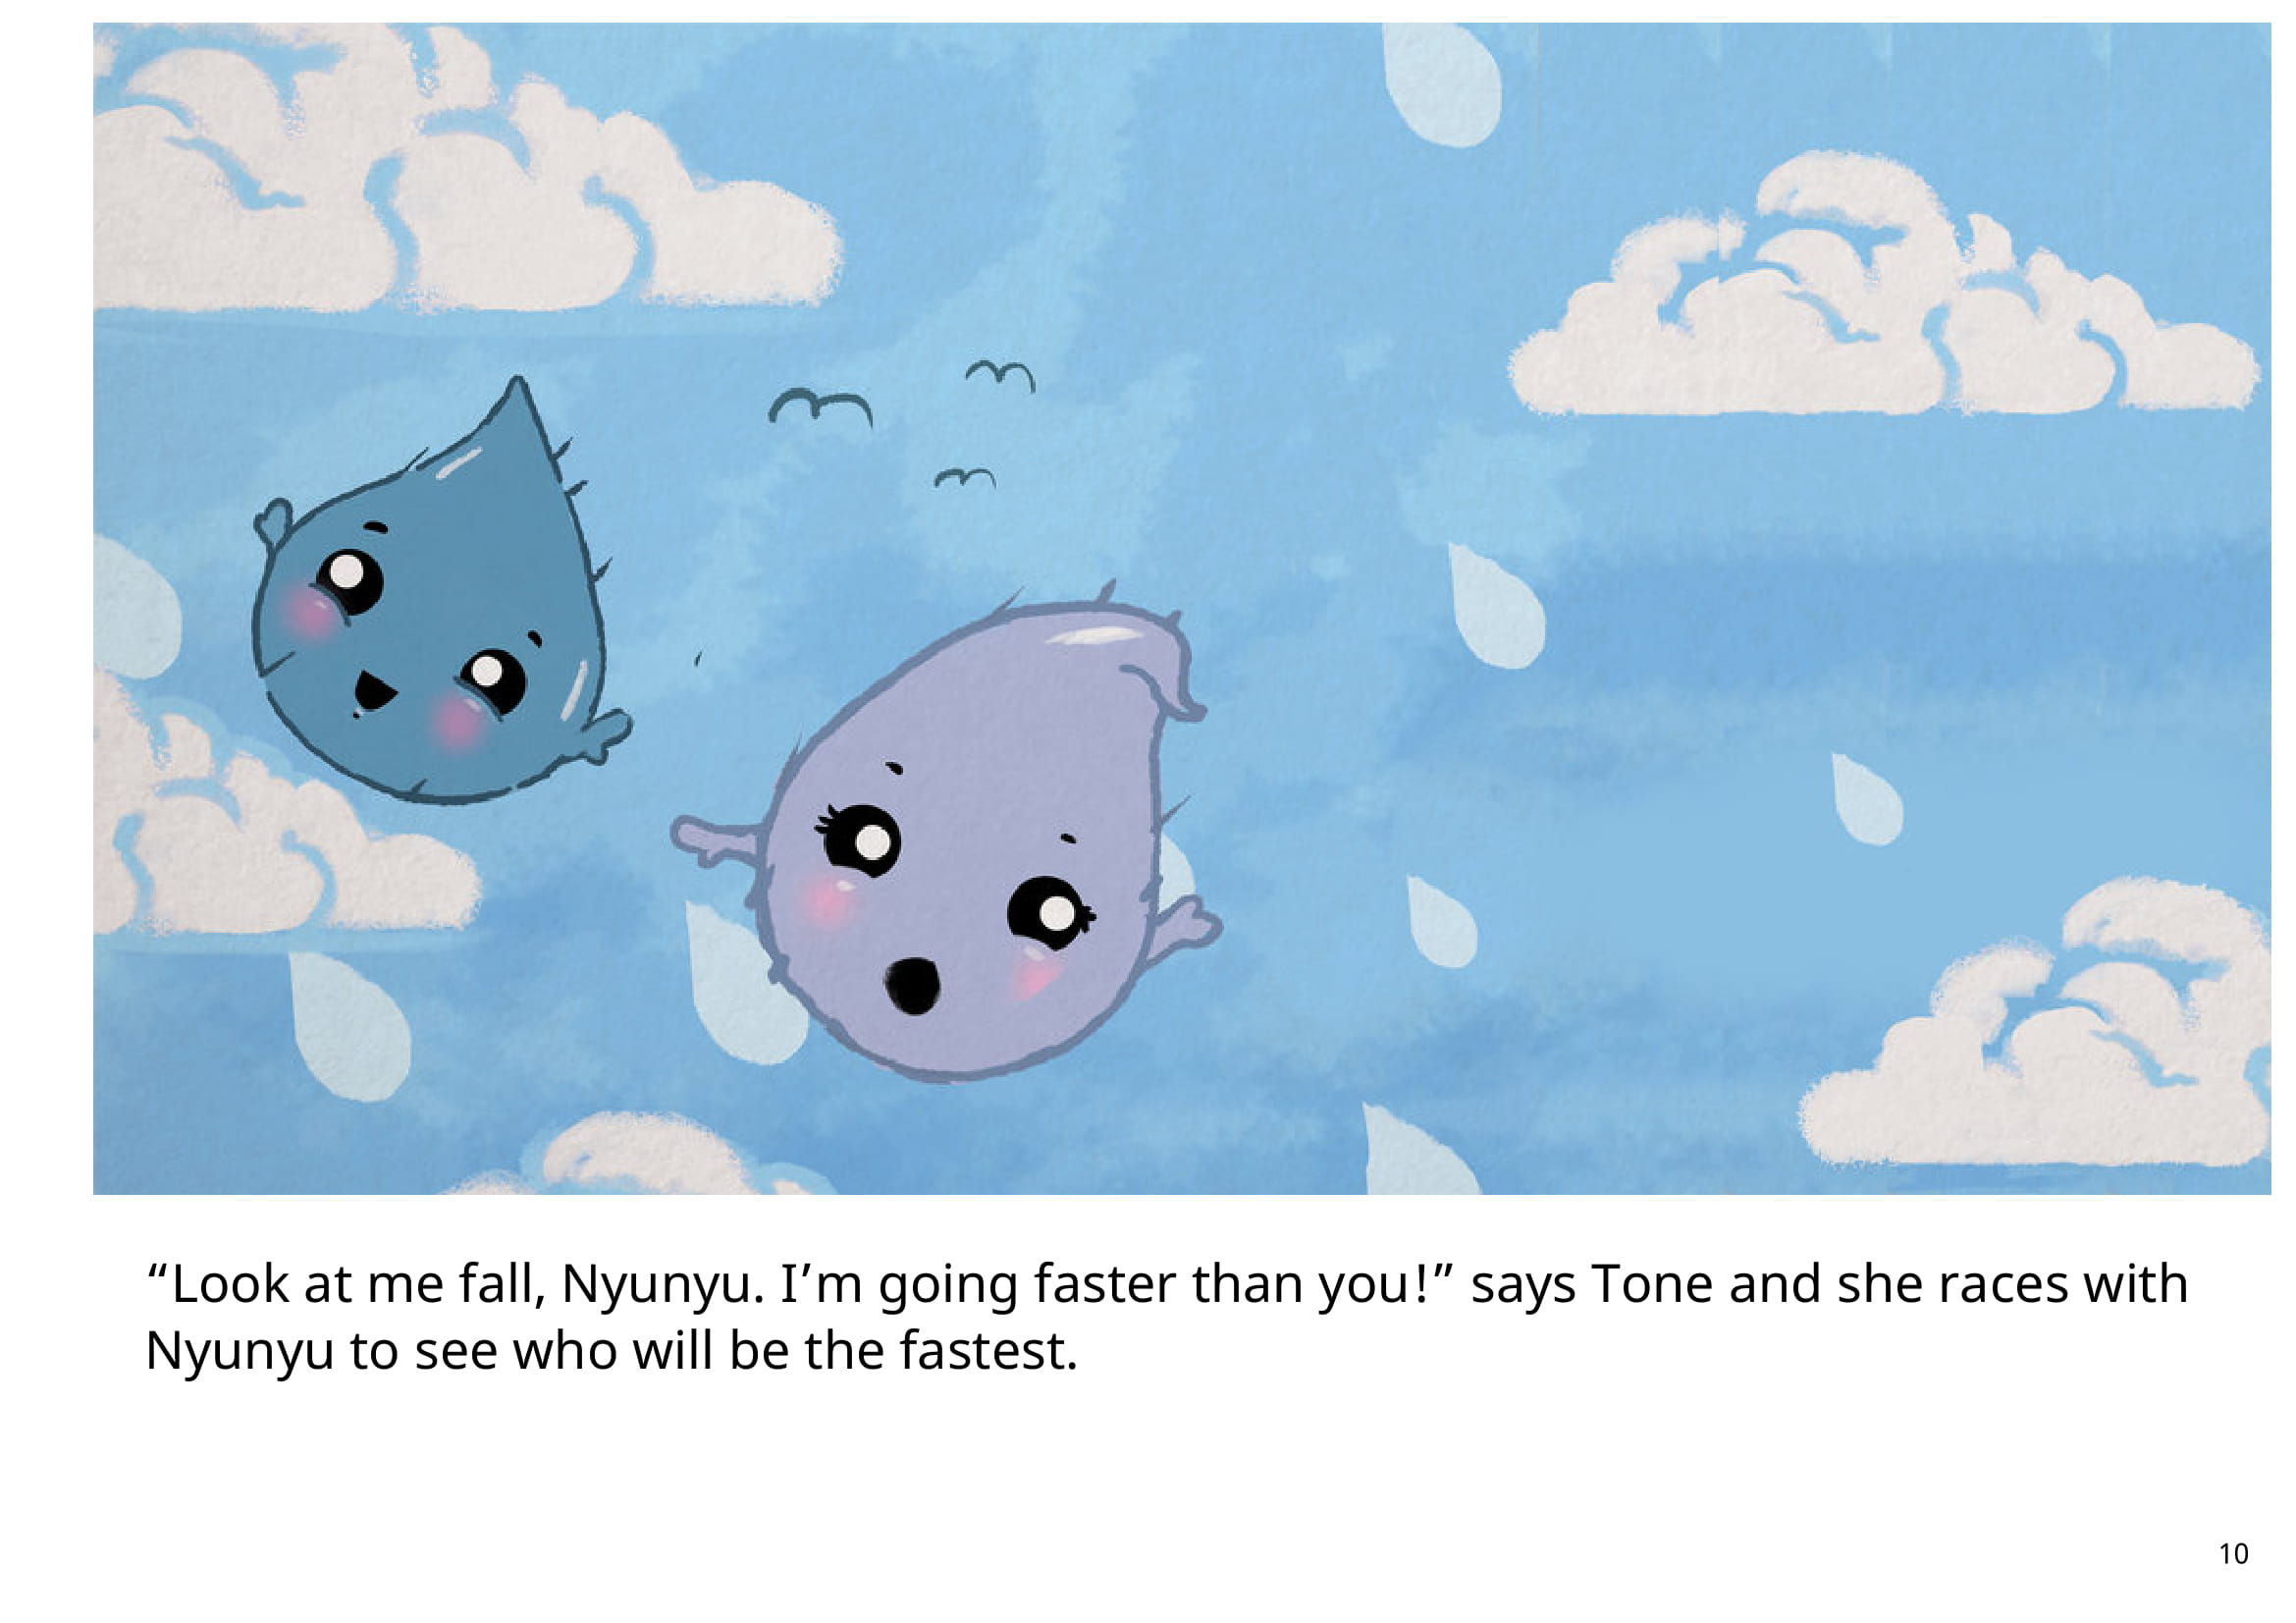 “Look at me fall, Nyunyu. I’m going faster than you!” says Tone and she races with
Nyunyu to see who will be the fastest.
10